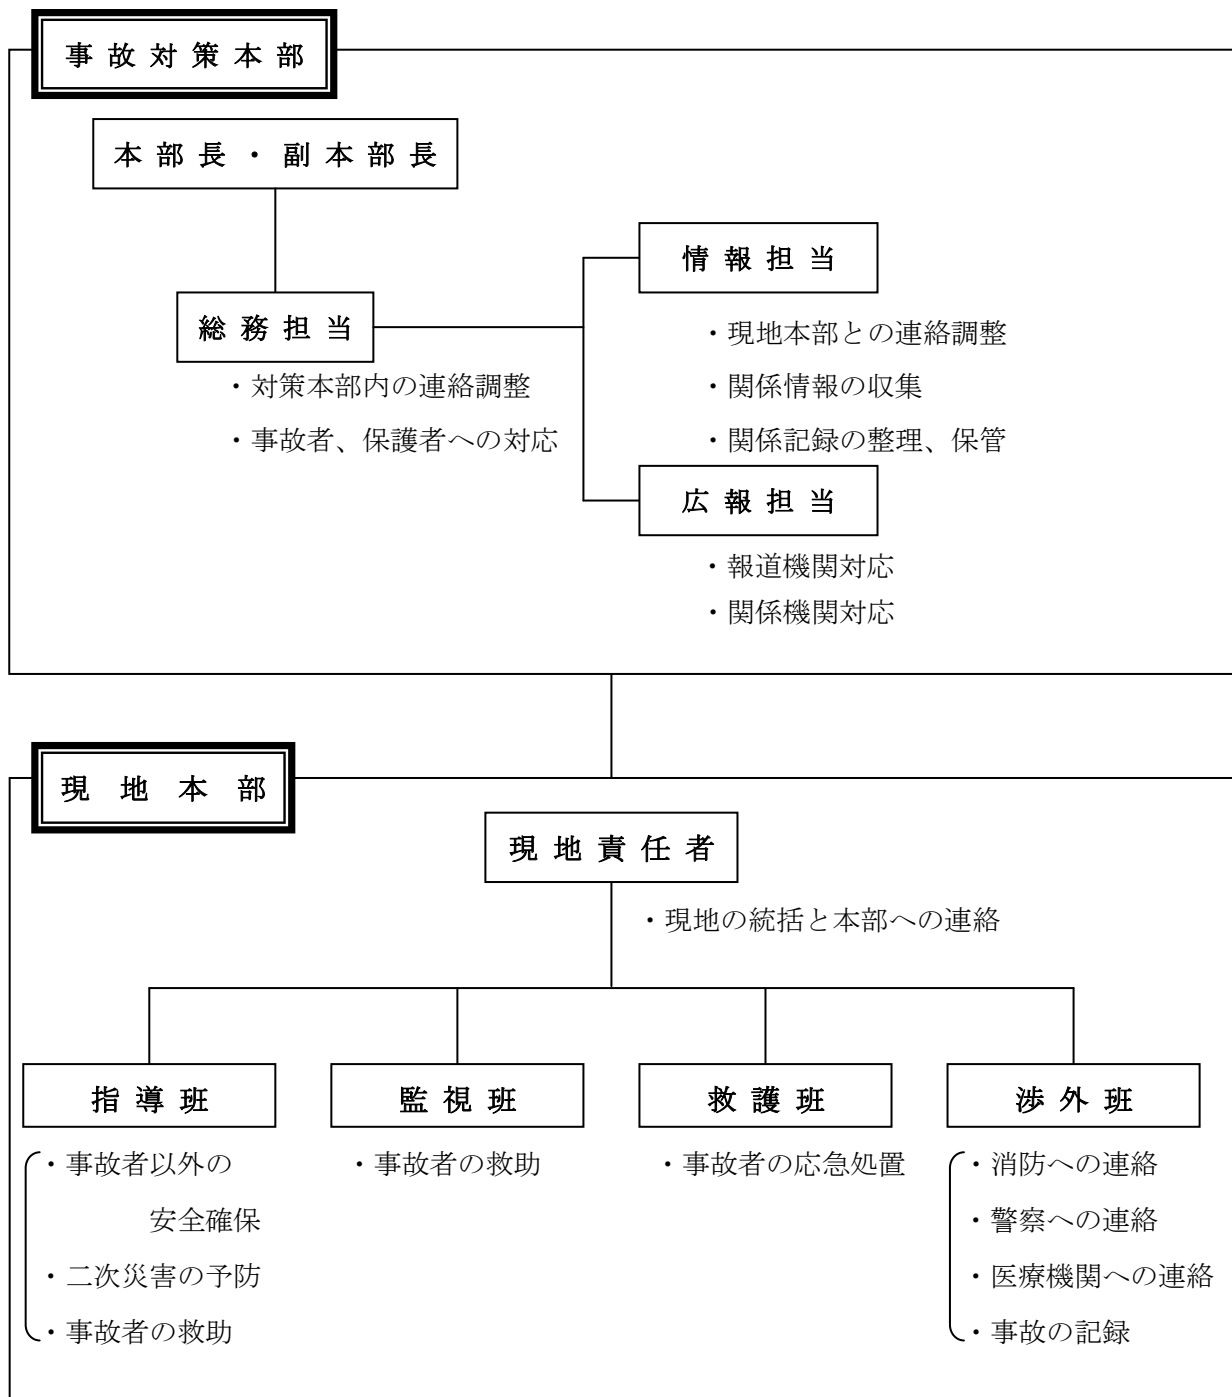 事故対策本部
本部長・副本部長
総務担当
・対策本部内の連絡調整
・事故者、保護者への対応
情報担当
・現地本部との連絡調整
・関係情報の収集
・関係記録の整理、保管
広報担当
・報道機関対応
・関係機関対応
現地本部
現地責任者
・現地の統括と本部への連絡
指導班
・事故者以外の
安全確保
・二次災害の予防
・事故者の救助
監視班
・事故者の救助
救護班
・事故者の応急処置
渉外班
・消防への連絡
・警察への連絡
・医療機関への連絡
・事故の記録